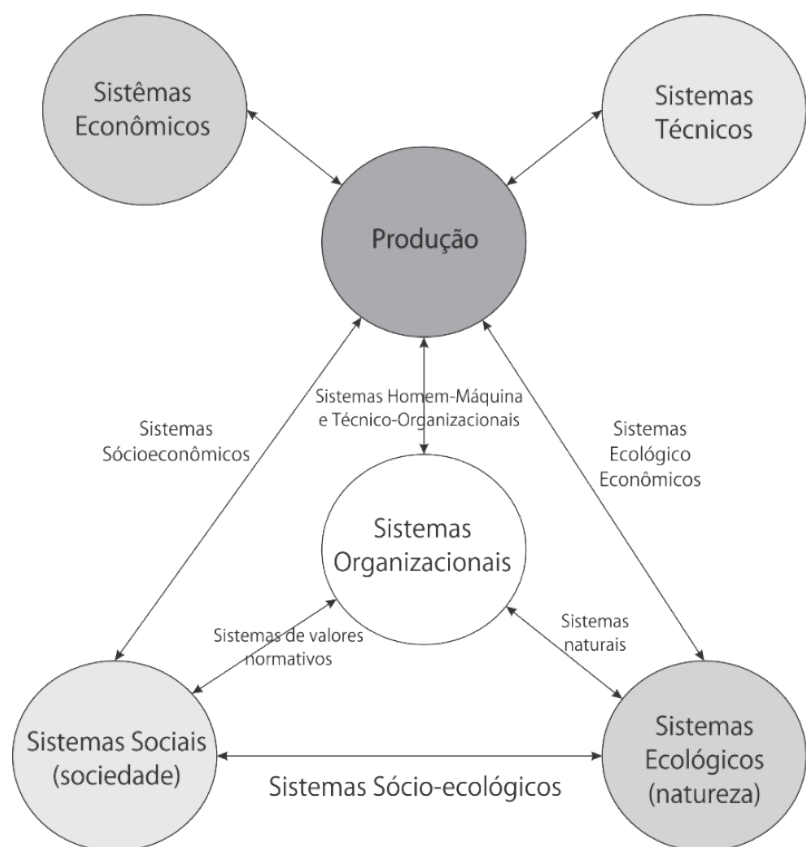 Sistêmas
Econômicos
Sistemas
Técnicos
Produção
Sistemas Homem-Máquina
e Técnico-Organizacionais
Sistemas
Sócioeconômicos
Sistemas
Ecológico
Econômicos
Sistemas
Organizacionais
Sistemas de valores
normativos
Sistemas
naturais
Sistemas Sociais
(sociedade)
Sistemas
Ecológicos
(natureza)
Sistemas Sócio-ecológicos